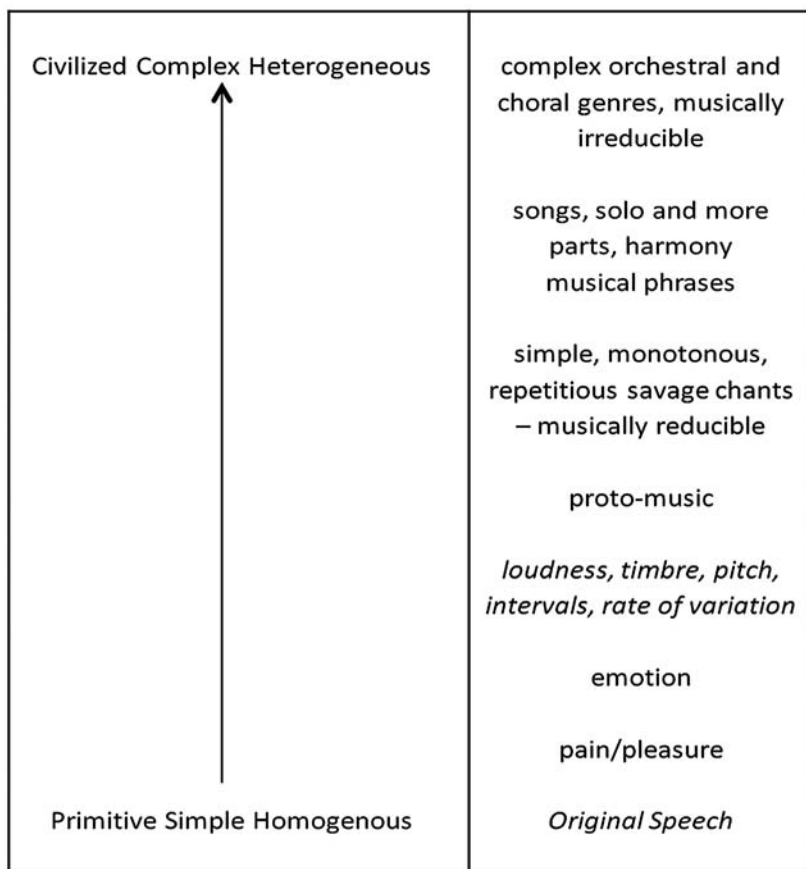 Civilized Complex Heterogeneous
Primitive Simple Homogenous
complex orchestral and
choral genres, musically
irreducible
songs, solo and more
parts, harmony
musical phrases
simple, monotonous,
repetitious savage chants
– musically reducible
proto-music
loudness, timbre, pitch,
intervals, rate of variation
emotion
pain/pleasure
Original Speech